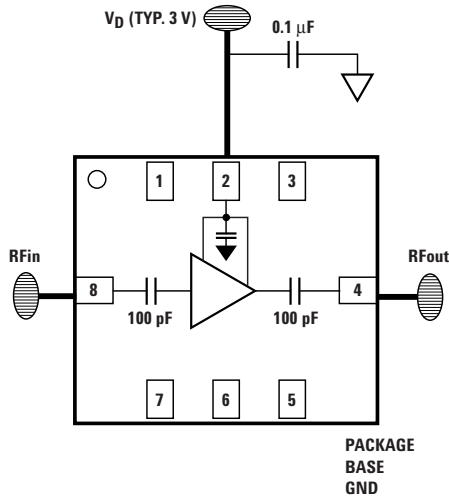 V_D (TYP. 3 V)
0.1 µF
1
2
3
RFin
RFout
8
4
100 pF
100 pF
7
6
5
PACKAGE
BASE
GND